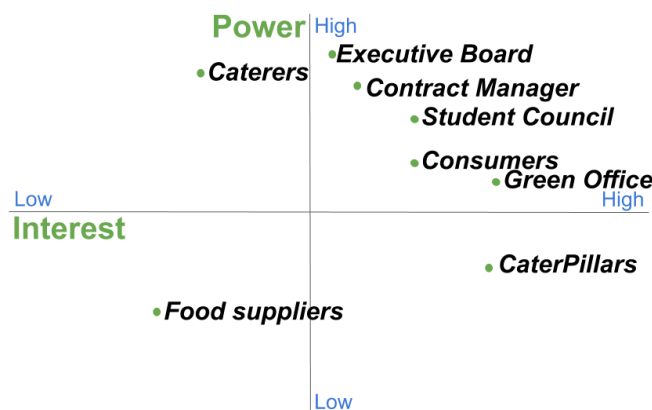 Power
High
Executive Board
Caterers
Contract Manager
Student Council
Consumers
Green Office
Low
High
Interest
CaterPillars
Food suppliers
Low